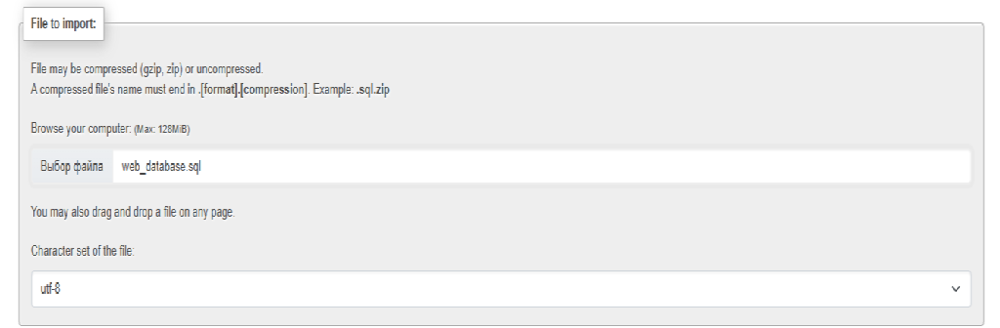 File to import:
File may be compressed (gzip, zip) or uncompressed.
A compressed file's name must end in .[format].[compression]. Example: .sql.zip
Browse your computer: (Max: 128MiB)
Выбор файла web_database.sql
You may also drag and drop a file on any page.
Character set of the file:
utf-8